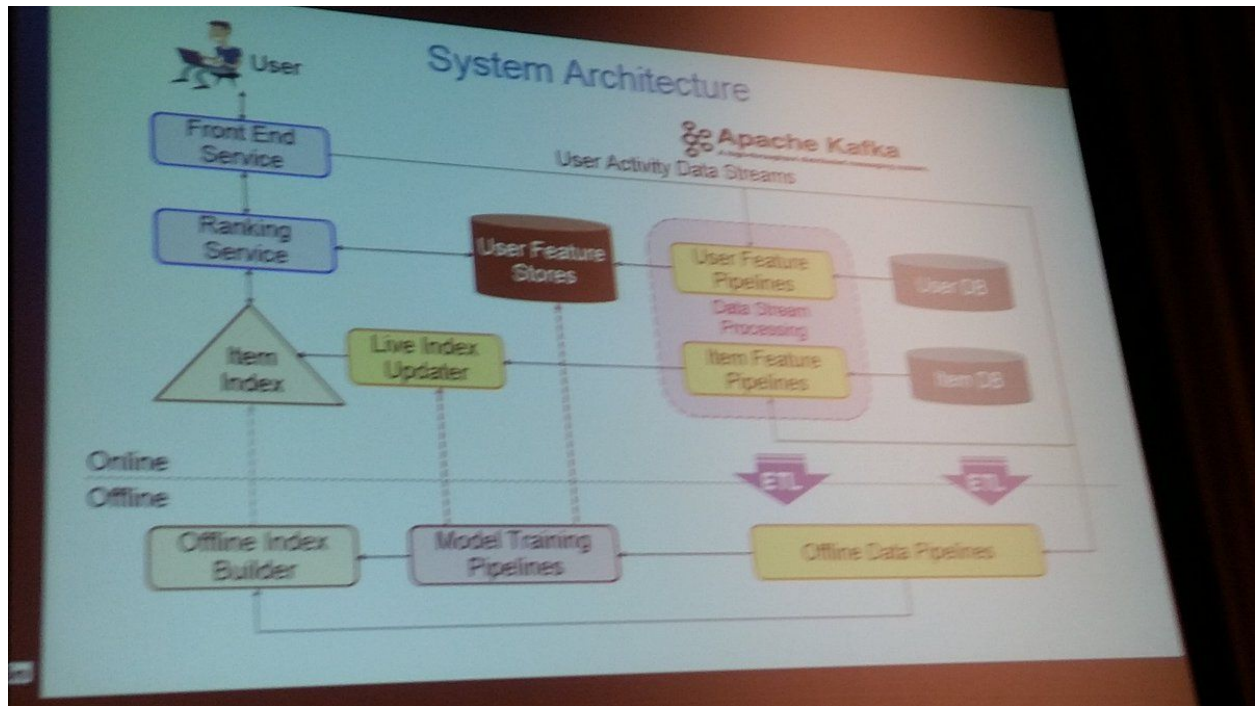 System Architecture
User
Front End
Service
Apache Kafka
User Activity Data Streams
Ranking
Service
User Feature
Stores
User Feature
Pipelines
User DB
Data Stream
Processing
Item
Index
Live Index
Updater
Item Feature
Pipelines
Item DB
Online
Offline
ETL
ETL
Offline Index
Builder
Model Training
Pipelines
Offline Data Pipelines